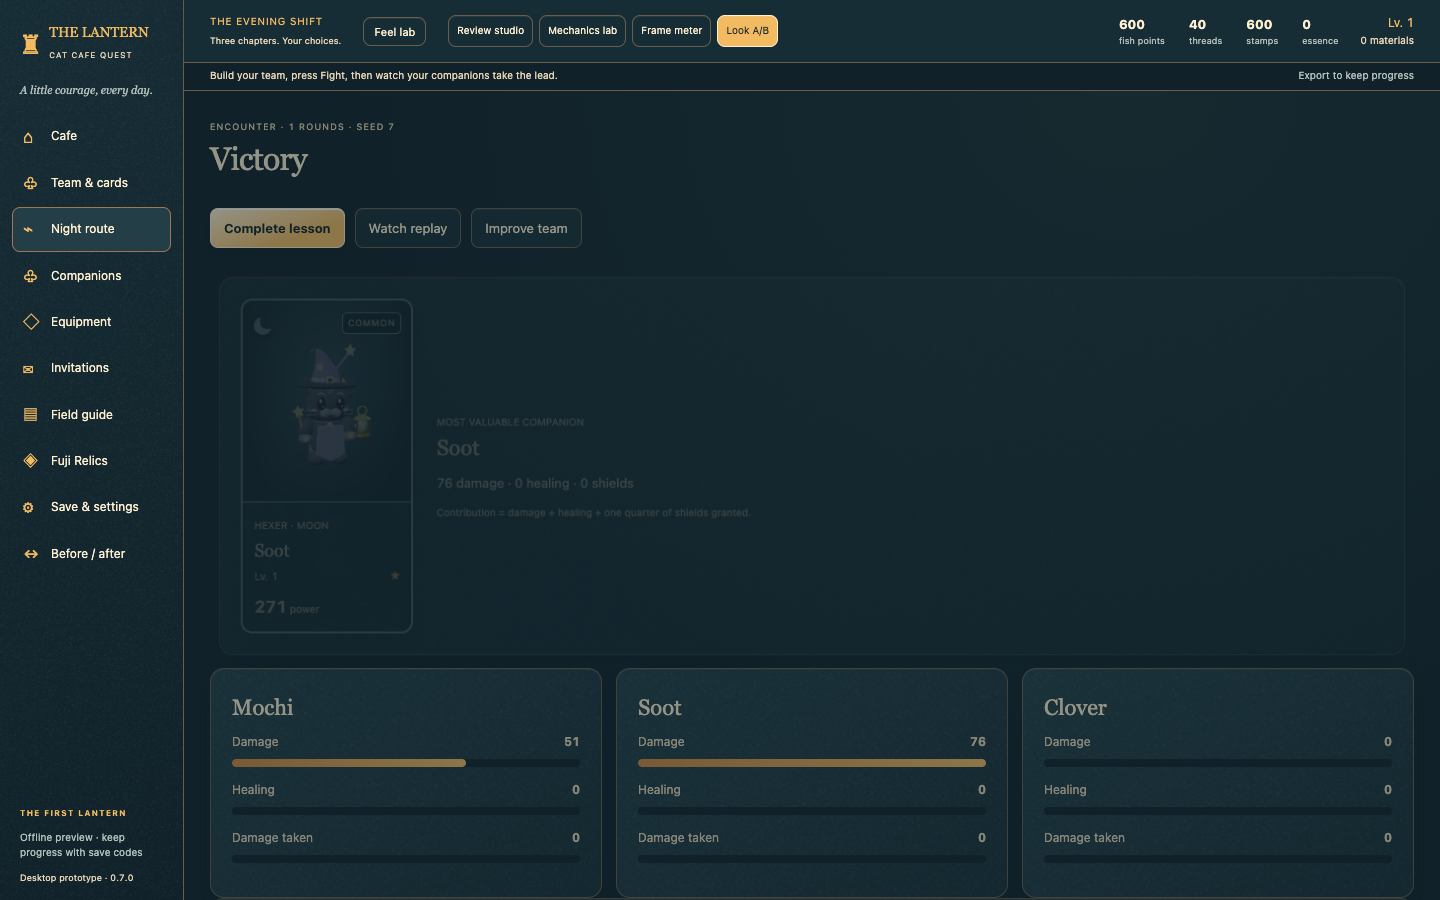 THE LANTERN
CAT CAFE QUEST
A little courage, every day.
Cafe
Team & cards
Night route
Companions
Equipment
Invitations
Field guide
Fuji Relics
Save & settings
Before / after
THE FIRST LANTERN
Offline preview · keep
progress with save codes
Desktop prototype · 0.7.0
THE EVENING SHIFT
Three chapters. Your choices.
Feel lab
Review studio
Mechanics lab
Frame meter
Look A/B
600 fish points
40 threads
600 stamps
0 essence
Lv. 1
0 materials
Build your team, press Fight, then watch your companions take the lead.
Export to keep progress
ENCOUNTER · 1 ROUNDS · SEED 7
Victory
Complete lesson
Watch replay
Improve team
COMMON
HEXER · MOON
Soot
Lv. 1 ★
271 power
MOST VALUABLE COMPANION
Soot
76 damage · 0 healing · 0 shields
Contribution = damage + healing + one quarter of shields granted.
Mochi
Damage 51
Healing 0
Damage taken 0
Soot
Damage 76
Healing 0
Damage taken 0
Clover
Damage 0
Healing 0
Damage taken 0